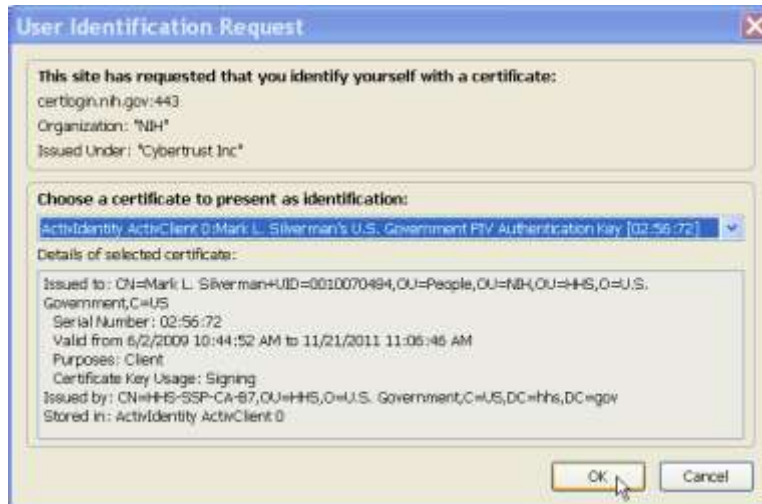 User Identification Request
This site has requested that you identify yourself with a certificate:
certlogin.nih.gov:443
Organization: "NIH"
Issued Under: "Cybertrust Inc"
Choose a certificate to present as identification:
ActivIdentity ActivClient 0:Mark L. Silverman's U.S. Government PIV Authentication Key [02:56:72]
Details of selected certificate:
Issued to: CN=Mark L. Silverman+UID=0010070494,OU=People,OU=NIH,OU=HHS,O=U.S.
Government,C=US
Serial Number: 02:56:72
Valid from 6/2/2009 10:44:52 AM to 11/21/2011 11:06:46 AM
Purposes: Client
Certificate Key Usage: Signing
Issued by: CN=HHS-SSP-CA-B7,OU=HHS,O=U.S. Government,C=US,DC=hhs,DC=gov
Stored in: ActivIdentity ActivClient 0
OK Cancel